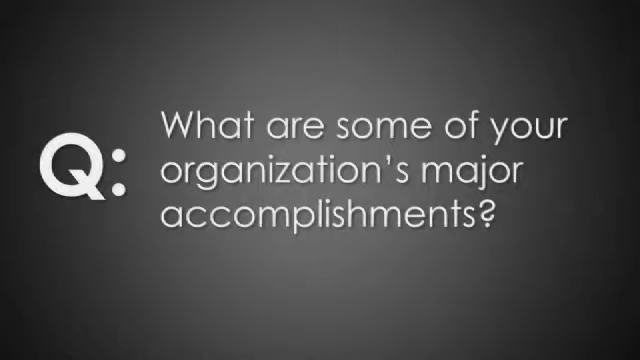 Q:
What are some of your
organization's major
accomplishments?